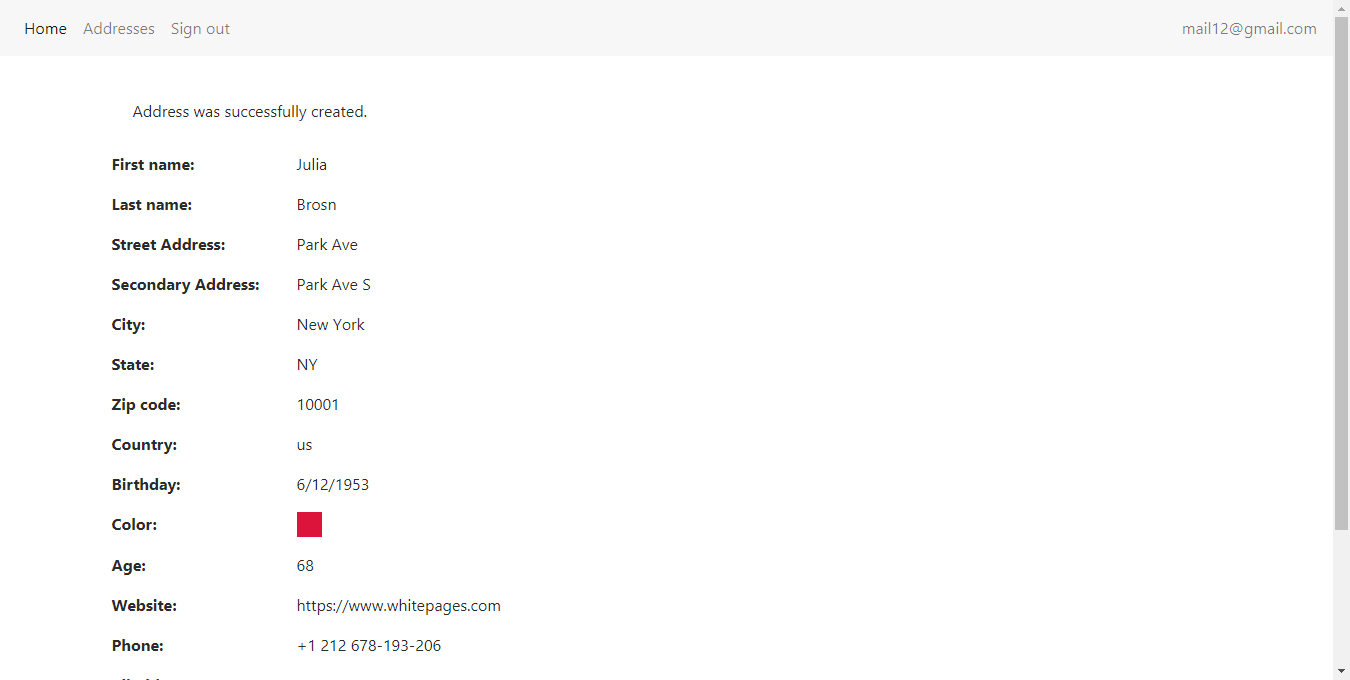 Home Addresses Sign out mail12@gmail.com
Address was successfully created.
First name: Julia
Last name: Brosn
Street Address: Park Ave
Secondary Address: Park Ave S
City: New York
State: NY
Zip code: 10001
Country: us
Birthday: 6/12/1953
Color:
Age: 68
Website: https://www.whitepages.com
Phone: +1 212 678-193-206